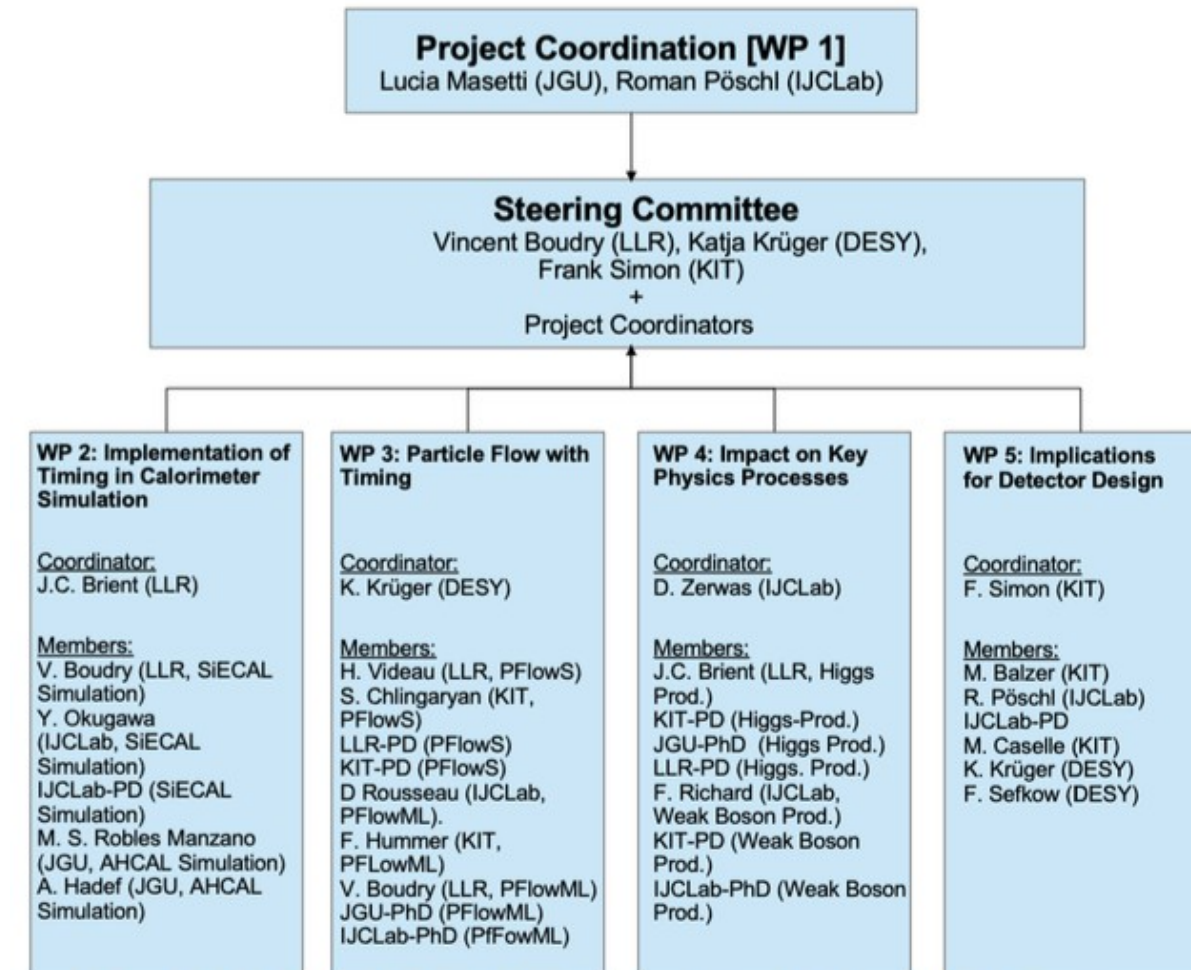 Project Coordination [WP 1]
Lucia Masetti (JGU), Roman Pöschl (IJCLab)
Steering Committee
Vincent Boudry (LLR), Katja Krüger (DESY),
Frank Simon (KIT)
+
Project Coordinators
WP 2: Implementation of
Timing in Calorimeter
Simulation
Coordinator:
J.C. Brient (LLR)
Members:
V. Boudry (LLR, SiECAL
Simulation)
Y. Okugawa
(IJCLab, SiECAL
Simulation)
IJCLab-PD (SiECAL
Simulation)
M. S. Robles Manzano
(JGU, AHCAL Simulation)
A. Hadef (JGU, AHCAL
Simulation)
WP 3: Particle Flow with
Timing
Coordinator:
K. Krüger (DESY)
Members:
H. Videau (LLR, PFlowS)
S. Chlingaryan (KIT,
PFlowS)
LLR-PD (PFlowS)
KIT-PD (PFlowS)
D Rousseau (IJCLab,
PFlowML).
F. Hummer (KIT,
PFLowML)
V. Boudry (LLR, PFlowML)
JGU-PhD (PFlowML)
IJCLab-PhD (PfFowML)
WP 4: Impact on Key
Physics Processes
Coordinator:
D. Zerwas (IJCLab)
Members:
J.C. Brient (LLR, Higgs
Prod.)
KIT-PD (Higgs-Prod.)
JGU-PhD (Higgs Prod.)
LLR-PD (Higgs. Prod.)
F. Richard (IJCLab,
Weak Boson Prod.)
KIT-PD (Weak Boson
Prod.)
IJCLab-PhD (Weak Boson
Prod.)
WP 5: Implications
for Detector Design
Coordinator:
F. Simon (KIT)
Members:
M. Balzer (KIT)
R. Pöschl (IJCLab)
IJCLab-PD
M. Caselle (KIT)
K. Krüger (DESY)
F. Sefkow (DESY)